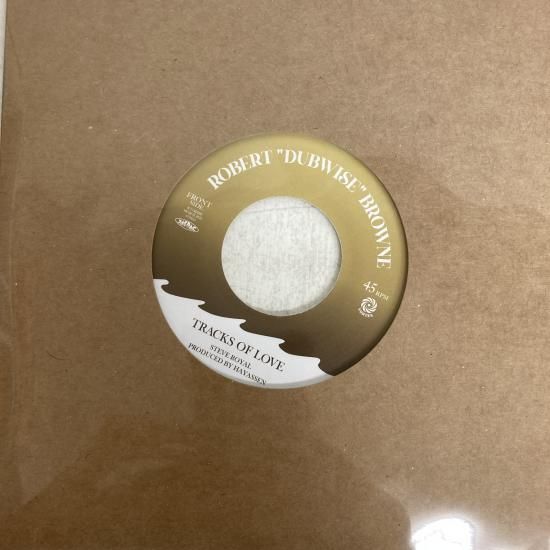 ROBERT "DUBWISE" BROWNE
FRONT
SIDE
45 RPM
TRACKS OF LOVE
STEVE ROYAL
PRODUCED BY HAYASSEN